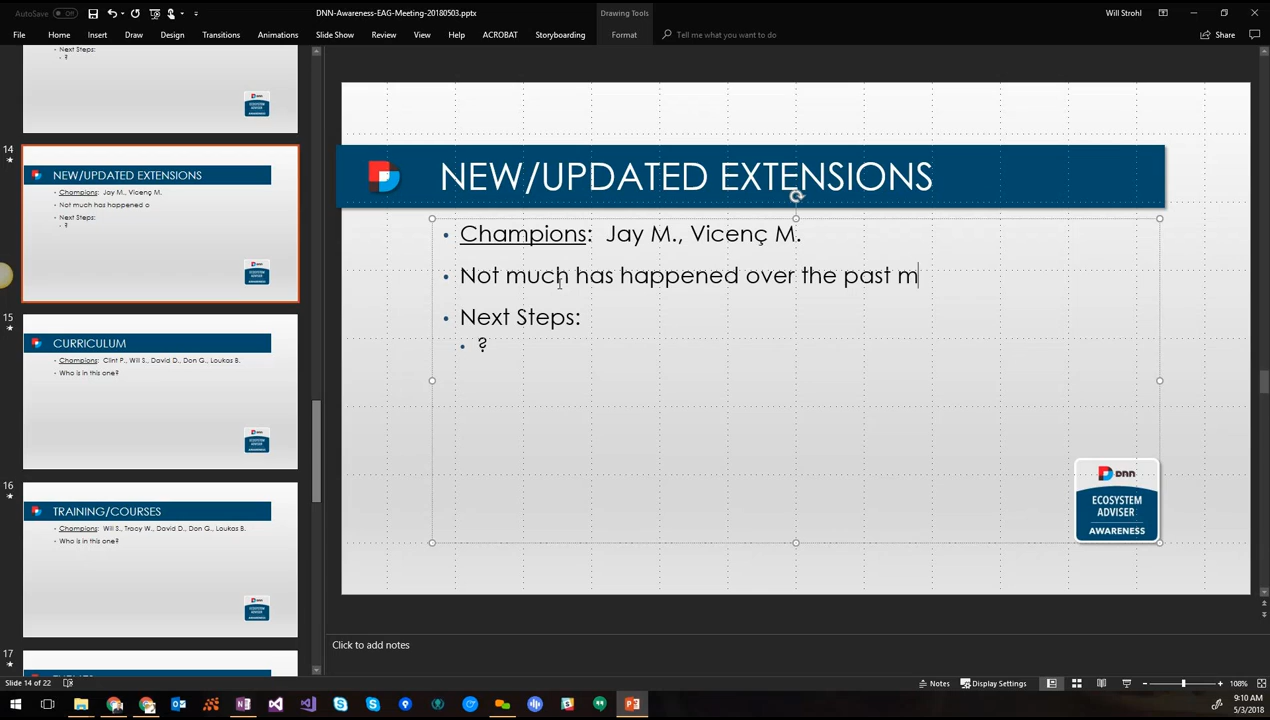 AutoSave
Off
DNN-Awareness-EAG-Meeting-20180503.pptx
Drawing Tools
Will Strohl
File
Home
Insert
Draw
Design
Transitions
Animations
Slide Show
Review
View
Help
ACROBAT
Storyboarding
Format
Tell me what you want to do
Share
Next Steps:
?
14
NEW/UPDATED EXTENSIONS
Champions: Jay M., Vicenç M.
Not much has happened o
Next Steps:
?
15
CURRICULUM
Champions: Clint P., Will S., David D., Don G., Loukas B.
Who is in this one?
16
TRAINING/COURSES
Champions: Will S., Tracy W., David D., Don G., Loukas B.
Who is in this one?
17
NEW/UPDATED EXTENSIONS
Champions: Jay M., Vicenç M.
Not much has happened over the past m
Next Steps:
?
DNN
ECOSYSTEM
ADVISER
AWARENESS
Click to add notes
Slide 14 of 22
Notes
Display Settings
108%
9:10 AM
5/3/2018